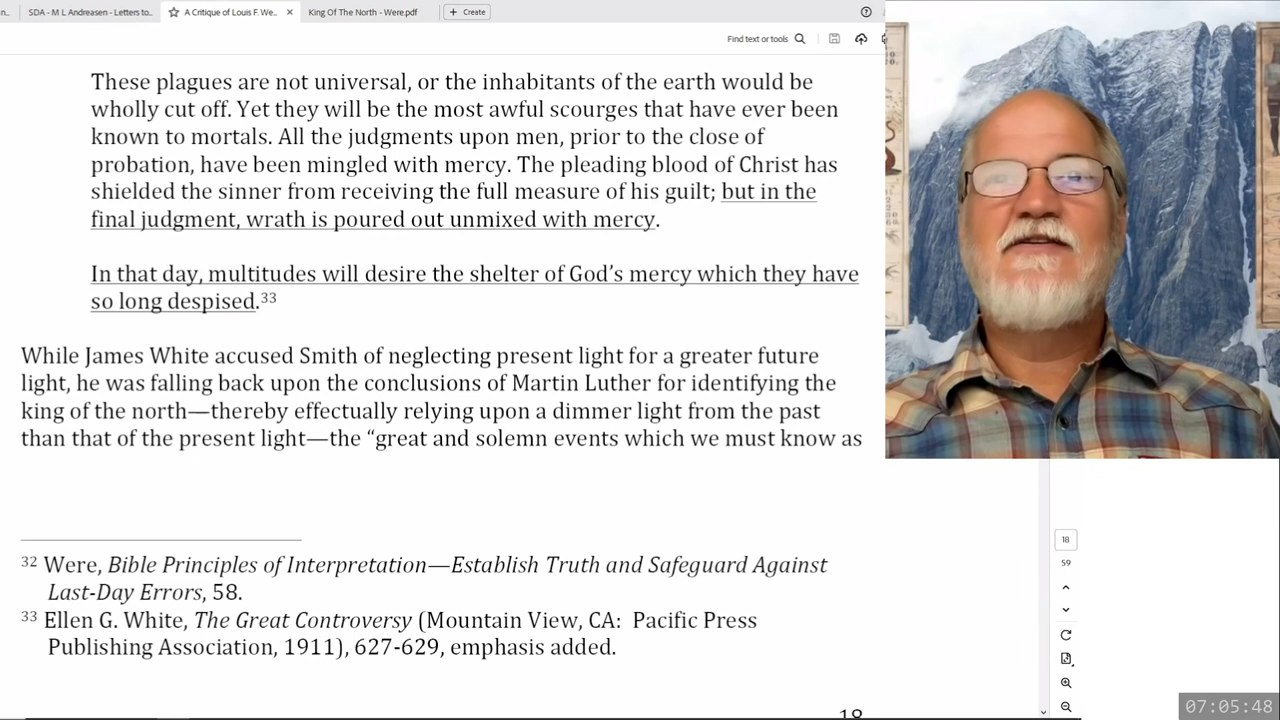 n..
SDA - M L Andreasen - Letters to...
A Critique of Louis F. We...
King Of The North - Were.pdf
Create
Find text or tools
These plagues are not universal, or the inhabitants of the earth would be
wholly cut off. Yet they will be the most awful scourges that have ever been
known to mortals. All the judgments upon men, prior to the close of
probation, have been mingled with mercy. The pleading blood of Christ has
shielded the sinner from receiving the full measure of his guilt; but in the
final judgment, wrath is poured out unmixed with mercy.
In that day, multitudes will desire the shelter of God’s mercy which they have
so long despised.33
While James White accused Smith of neglecting present light for a greater future
light, he was falling back upon the conclusions of Martin Luther for identifying the
king of the north—thereby effectually relying upon a dimmer light from the past
than that of the present light—the “great and solemn events which we must know as
32 Were, Bible Principles of Interpretation—Establish Truth and Safeguard Against
Last-Day Errors, 58.
33 Ellen G. White, The Great Controversy (Mountain View, CA: Pacific Press
Publishing Association, 1911), 627-629, emphasis added.
18
18
59
07:05:48